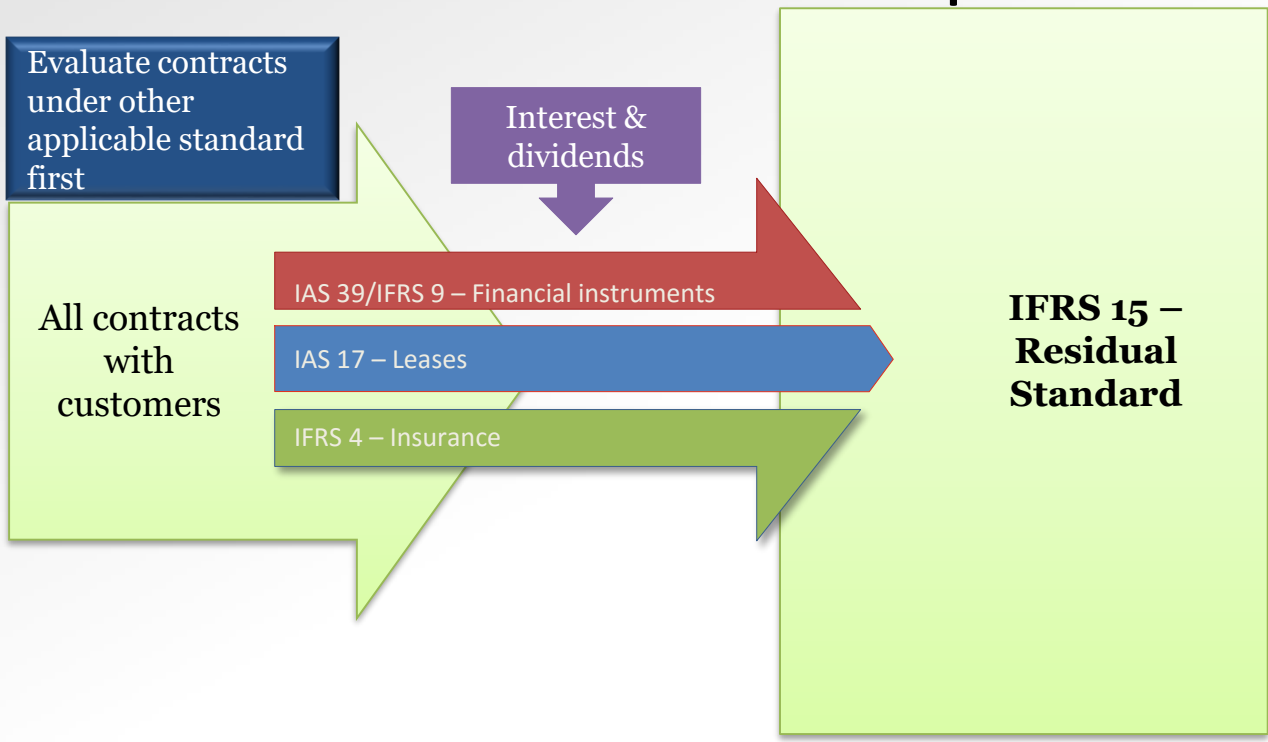 Evaluate contracts
under other
applicable standard
first
Interest &
dividends
All contracts
with
customers
IAS 39/IFRS 9 – Financial instruments
IAS 17 – Leases
IFRS 4 – Insurance
IFRS 15 –
Residual
Standard